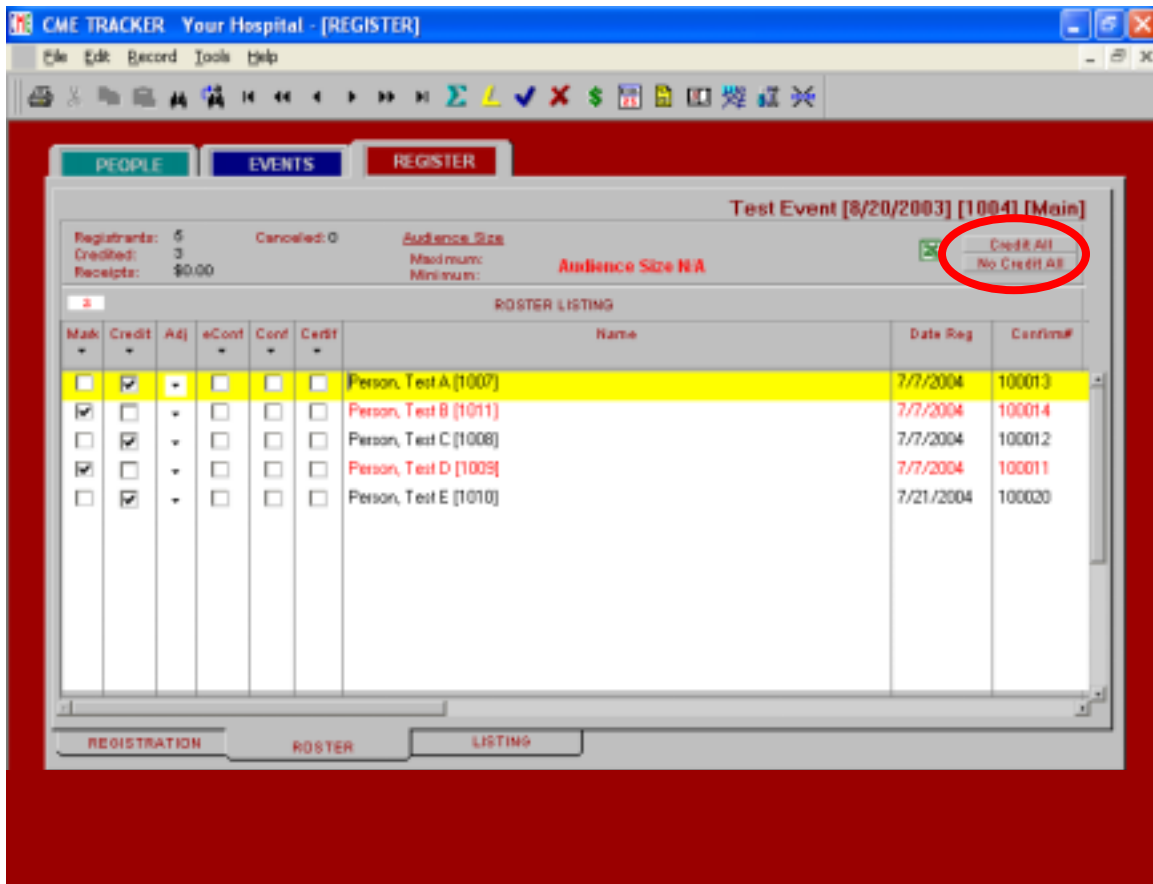 CME TRACKER Your Hospital - [REGISTER]
File Edit Record Tools Help
PEOPLE EVENTS REGISTER
Test Event [8/20/2003] [1004] [Main]
Registrants: 5 Canceled: 0 Audience Size Credit All
Credited: 3 Maximum: Audience Size N/A No Credit All
Receipts: $0.00 Minimum:
ROSTER LISTING
Mark Credit Adj eConf Conf Certif Name Date Reg Confirm#
Person, Test A [1007] 7/7/2004 100013
Person, Test B [1011] 7/7/2004 100014
Person, Test C [1008] 7/7/2004 100012
Person, Test D [1009] 7/7/2004 100011
Person, Test E [1010] 7/21/2004 100020
REGISTRATION ROSTER LISTING